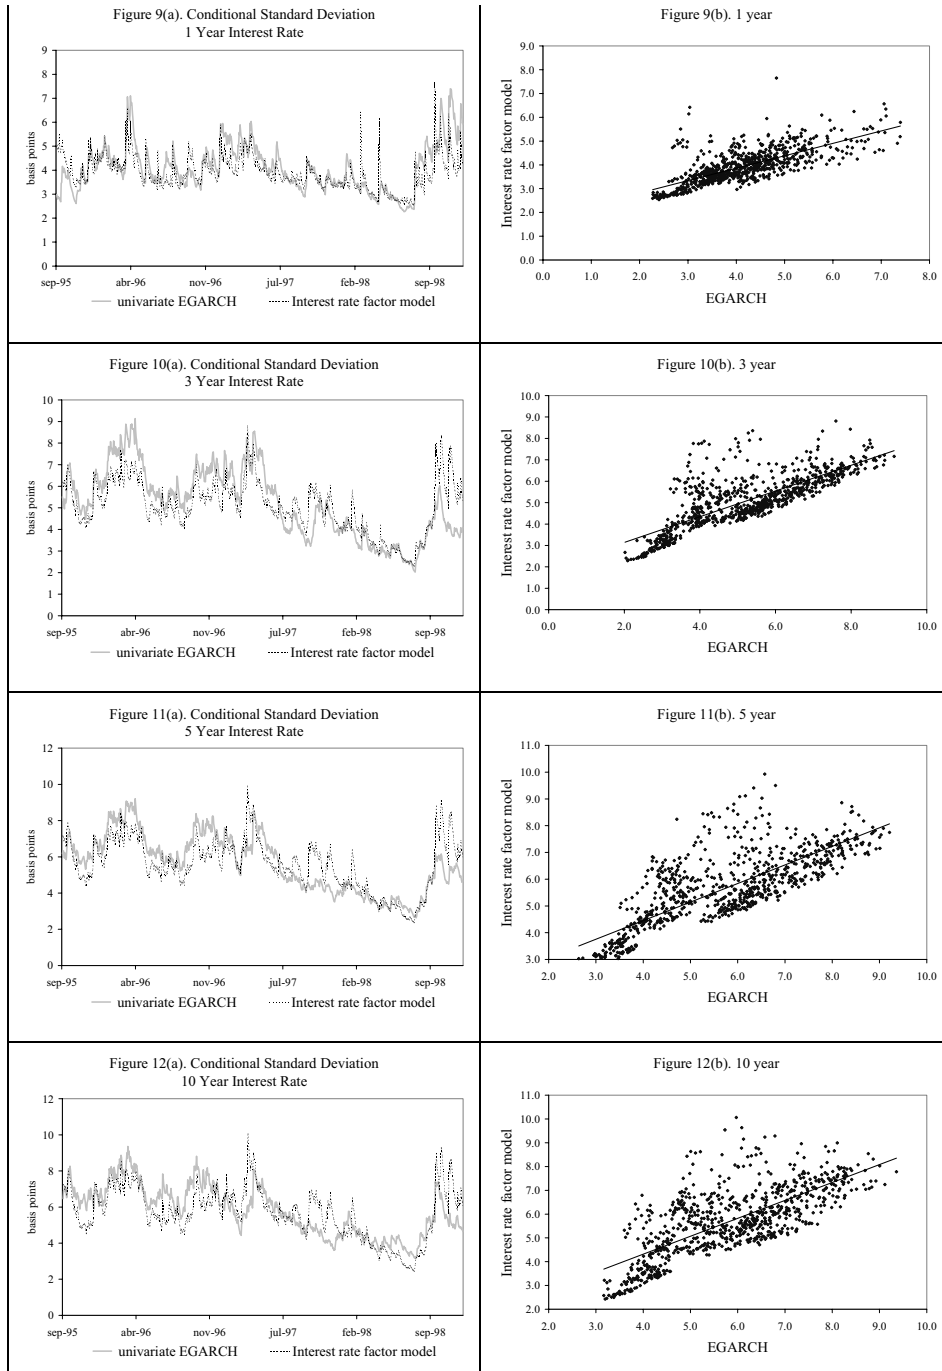 Figure 9(a). Conditional Standard Deviation
1 Year Interest Rate
basis points
9
8
7
6
5
4
3
2
1
0
sep-95 abr-96 nov-96 jul-97 feb-98 sep-98
univariate EGARCH Interest rate factor model
Figure 9(b). 1 year
Interest rate factor model
9.0
8.0
7.0
6.0
5.0
4.0
3.0
2.0
1.0
0.0
0.0 1.0 2.0 3.0 4.0 5.0 6.0 7.0 8.0
EGARCH
Figure 10(a). Conditional Standard Deviation
3 Year Interest Rate
basis points
10
9
8
7
6
5
4
3
2
1
0
sep-95 abr-96 nov-96 jul-97 feb-98 sep-98
univariate EGARCH Interest rate factor model
Figure 10(b). 3 year
Interest rate factor model
10.0
9.0
8.0
7.0
6.0
5.0
4.0
3.0
2.0
1.0
0.0
0.0 2.0 4.0 6.0 8.0 10.0
EGARCH
Figure 11(a). Conditional Standard Deviation
5 Year Interest Rate
basis points
12
10
8
6
4
2
0
sep-95 abr-96 nov-96 jul-97 feb-98 sep-98
univariate EGARCH Interest rate factor model
Figure 11(b). 5 year
Interest rate factor model
11.0
10.0
9.0
8.0
7.0
6.0
5.0
4.0
3.0
2.0 3.0 4.0 5.0 6.0 7.0 8.0 9.0 10.0
EGARCH
Figure 12(a). Conditional Standard Deviation
10 Year Interest Rate
basis points
12
10
8
6
4
2
0
sep-95 abr-96 nov-96 jul-97 feb-98 sep-98
univariate EGARCH Interest rate factor model
Figure 12(b). 10 year
Interest rate factor model
11.0
10.0
9.0
8.0
7.0
6.0
5.0
4.0
3.0
2.0
2.0 3.0 4.0 5.0 6.0 7.0 8.0 9.0 10.0
EGARCH